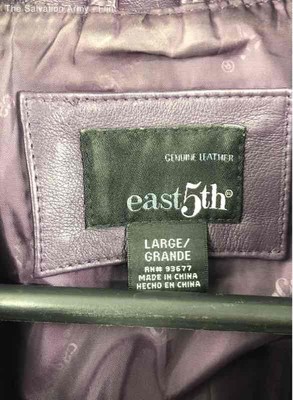 The Salvation Army
GENUINE LEATHER
east5th®
LARGE/
GRANDE
RN# 93677
MADE IN CHINA
HECHO EN CHINA